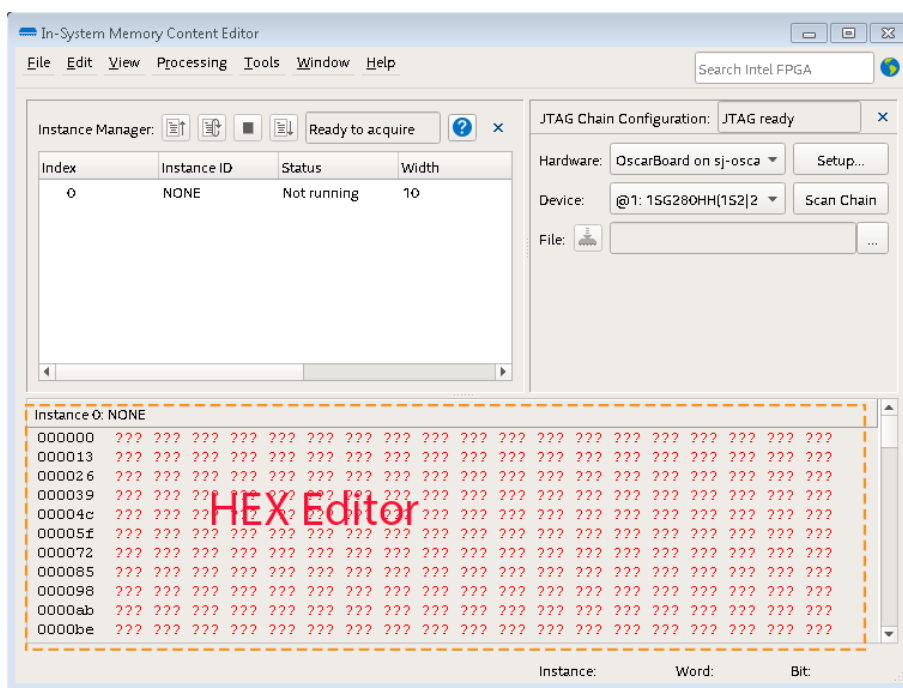 In-System Memory Content Editor
File Edit View Processing Tools Window Help
Search Intel FPGA
Instance Manager: Ready to acquire
Index Instance ID Status Width
0 NONE Not running 10
JTAG Chain Configuration: JTAG ready
Hardware: OscarBoard on sj-osca Setup...
Device: @1: 1SG280HH(1S2|2 Scan Chain
File: ...
Instance 0: NONE
000000 ??? ??? ??? ??? ??? ??? ??? ??? ??? ??? ??? ??? ??? ??? ??? ??? ??? ??? ???
000013 ??? ??? ??? ??? ??? ??? ??? ??? ??? ??? ??? ??? ??? ??? ??? ??? ??? ??? ???
000026 ??? ??? ??? ??? ??? ??? ??? ??? ??? ??? ??? ??? ??? ??? ??? ??? ??? ??? ???
000039 ??? ??? ??? ??? ??? ??? ??? ??? ??? ??? ??? ??? ??? ??? ??? ??? ??? ??? ???
00004c ??? ??? ??? ??? ??? ??? ??? ??? ??? ??? ??? ??? ??? ??? ??? ??? ??? ??? ???
HEX Editor
00005f ??? ??? ??? ??? ??? ??? ??? ??? ??? ??? ??? ??? ??? ??? ??? ??? ??? ??? ???
000072 ??? ??? ??? ??? ??? ??? ??? ??? ??? ??? ??? ??? ??? ??? ??? ??? ??? ??? ???
000085 ??? ??? ??? ??? ??? ??? ??? ??? ??? ??? ??? ??? ??? ??? ??? ??? ??? ??? ???
000098 ??? ??? ??? ??? ??? ??? ??? ??? ??? ??? ??? ??? ??? ??? ??? ??? ??? ??? ???
0000ab ??? ??? ??? ??? ??? ??? ??? ??? ??? ??? ??? ??? ??? ??? ??? ??? ??? ??? ???
0000be ??? ??? ??? ??? ??? ??? ??? ??? ??? ??? ??? ??? ??? ??? ??? ??? ??? ??? ???
Instance: Word: Bit: